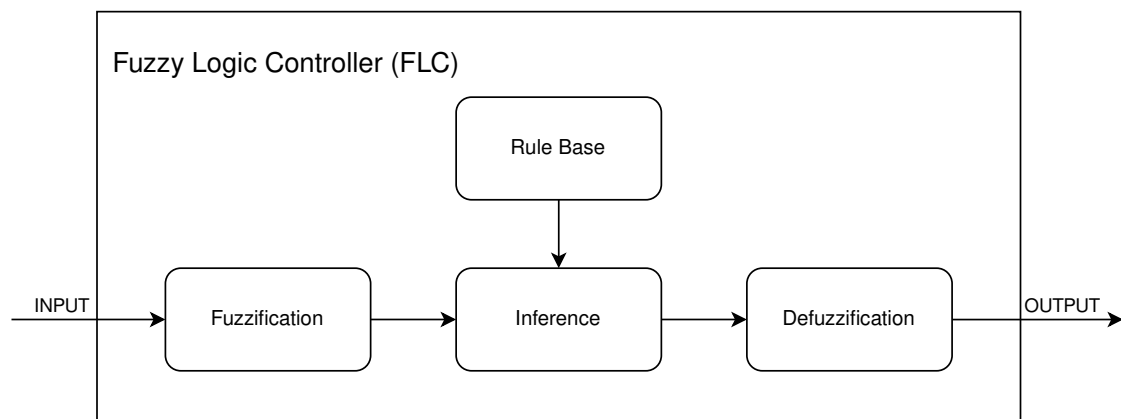 Fuzzy Logic Controller (FLC)
Rule Base
INPUT
Fuzzification
Inference
Defuzzification
OUTPUT